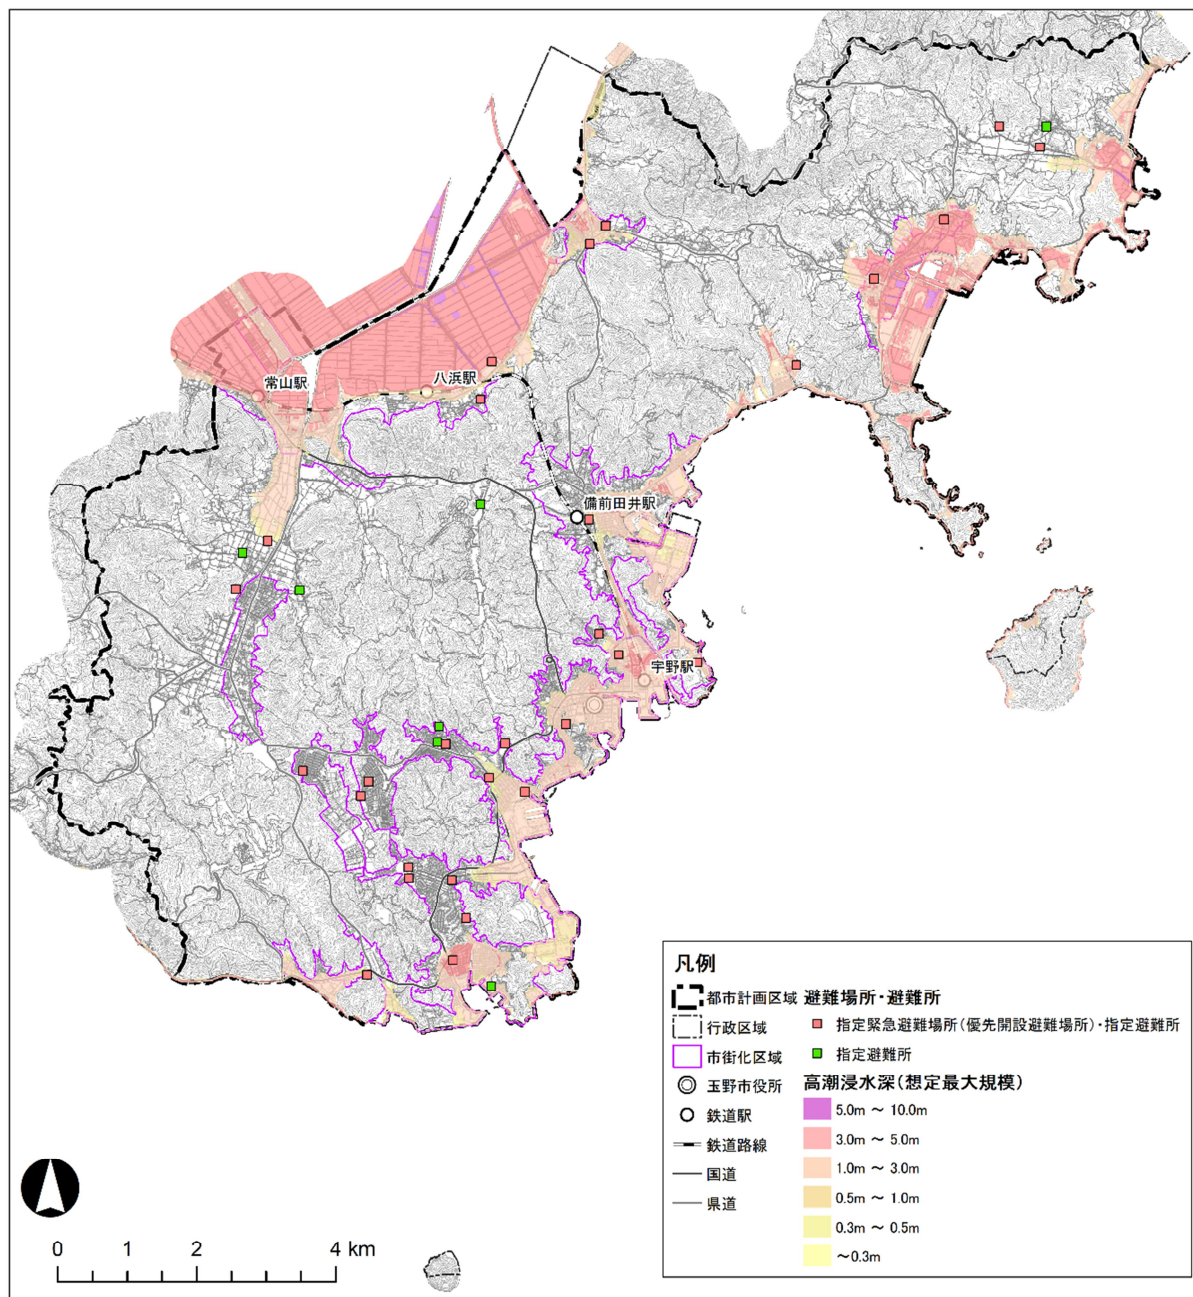 常山駅
八浜駅
備前田井駅
宇野駅
凡例
都市計画区域
行政区域
市街化区域
玉野市役所
鉄道駅
鉄道路線
国道
県道
避難場所・避難所
指定緊急避難場所(優先開設避難場所)・指定避難所
指定避難所
高潮浸水深(想定最大規模)
5.0m ～ 10.0m
3.0m ～ 5.0m
1.0m ～ 3.0m
0.5m ～ 1.0m
0.3m ～ 0.5m
～0.3m
0 1 2 4 km